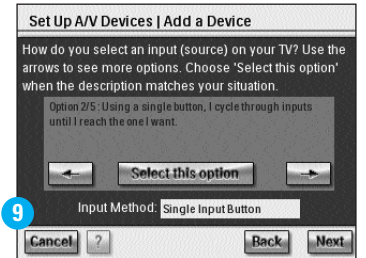 Set Up A/V Devices | Add a Device
How do you select an input (source) on your TV? Use the
arrows to see more options. Choose 'Select this option'
when the description matches your situation.
Option 2/5 : Using a single button, I cycle through inputs
until I reach the one I want.
Select this option
9
Input Method: Single Input Button
Cancel ? Back Next